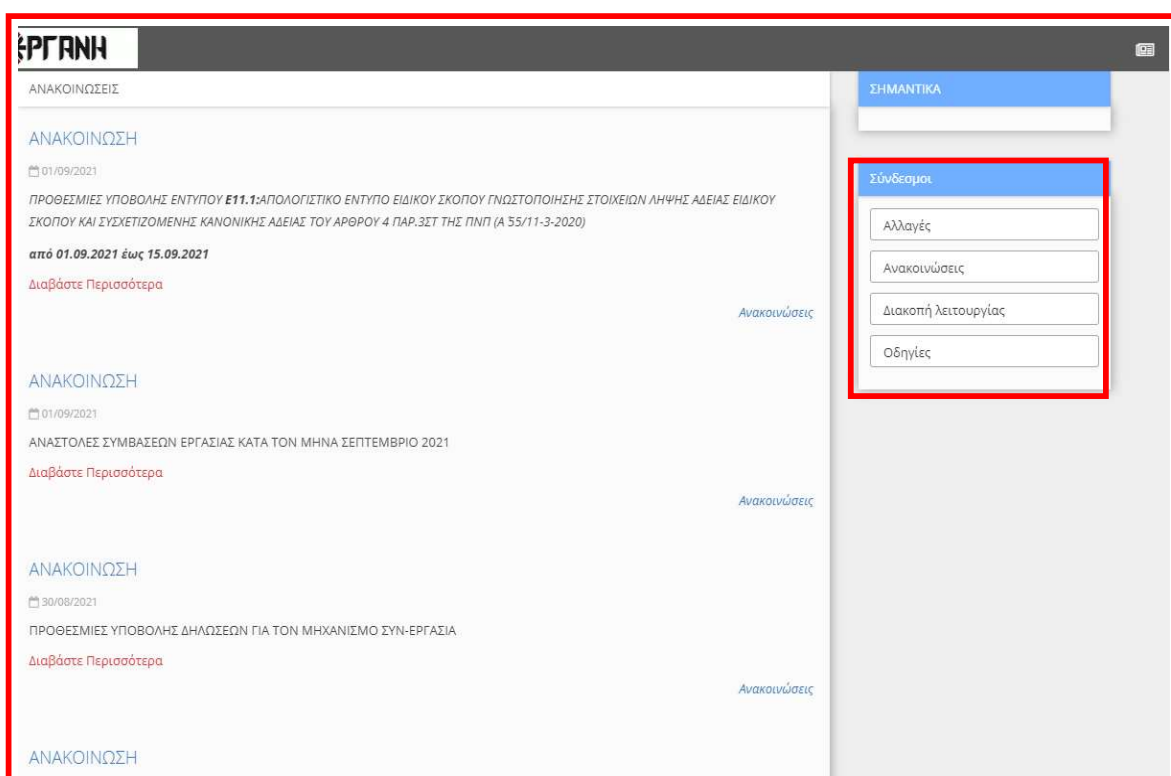 ΕΡΓΑΝΗ
ΑΝΑΚΟΙΝΩΣΕΙΣ
ΑΝΑΚΟΙΝΩΣΗ
01/09/2021
ΠΡΟΘΕΣΜΙΕΣ ΥΠΟΒΟΛΗΣ ΕΝΤΥΠΟΥ Ε11.1:ΑΠΟΛΟΓΙΣΤΙΚΟ ΕΝΤΥΠΟ ΕΙΔΙΚΟΥ ΣΚΟΠΟΥ ΓΝΩΣΤΟΠΟΙΗΣΗΣ ΣΤΟΙΧΕΙΩΝ ΛΗΨΗΣ ΑΔΕΙΑΣ ΕΙΔΙΚΟΥ
ΣΚΟΠΟΥ ΚΑΙ ΣΥΣΧΕΤΙΖΟΜΕΝΗΣ ΚΑΝΟΝΙΚΗΣ ΑΔΕΙΑΣ ΤΟΥ ΑΡΘΡΟΥ 4 ΠΑΡ.3ΣΤ ΤΗΣ ΠΝΠ (Α 55/11-3-2020)
από 01.09.2021 έως 15.09.2021
Διαβάστε Περισσότερα
Ανακοινώσεις
ΑΝΑΚΟΙΝΩΣΗ
01/09/2021
ΑΝΑΣΤΟΛΕΣ ΣΥΜΒΑΣΕΩΝ ΕΡΓΑΣΙΑΣ ΚΑΤΑ ΤΟΝ ΜΗΝΑ ΣΕΠΤΕΜΒΡΙΟ 2021
Διαβάστε Περισσότερα
Ανακοινώσεις
ΑΝΑΚΟΙΝΩΣΗ
30/08/2021
ΠΡΟΘΕΣΜΙΕΣ ΥΠΟΒΟΛΗΣ ΔΗΛΩΣΕΩΝ ΓΙΑ ΤΟΝ ΜΗΧΑΝΙΣΜΟ ΣΥΝ-ΕΡΓΑΣΙΑ
Διαβάστε Περισσότερα
Ανακοινώσεις
ΑΝΑΚΟΙΝΩΣΗ
ΣΗΜΑΝΤΙΚΑ
Σύνδεσμοι
Αλλαγές
Ανακοινώσεις
Διακοπή λειτουργίας
Οδηγίες